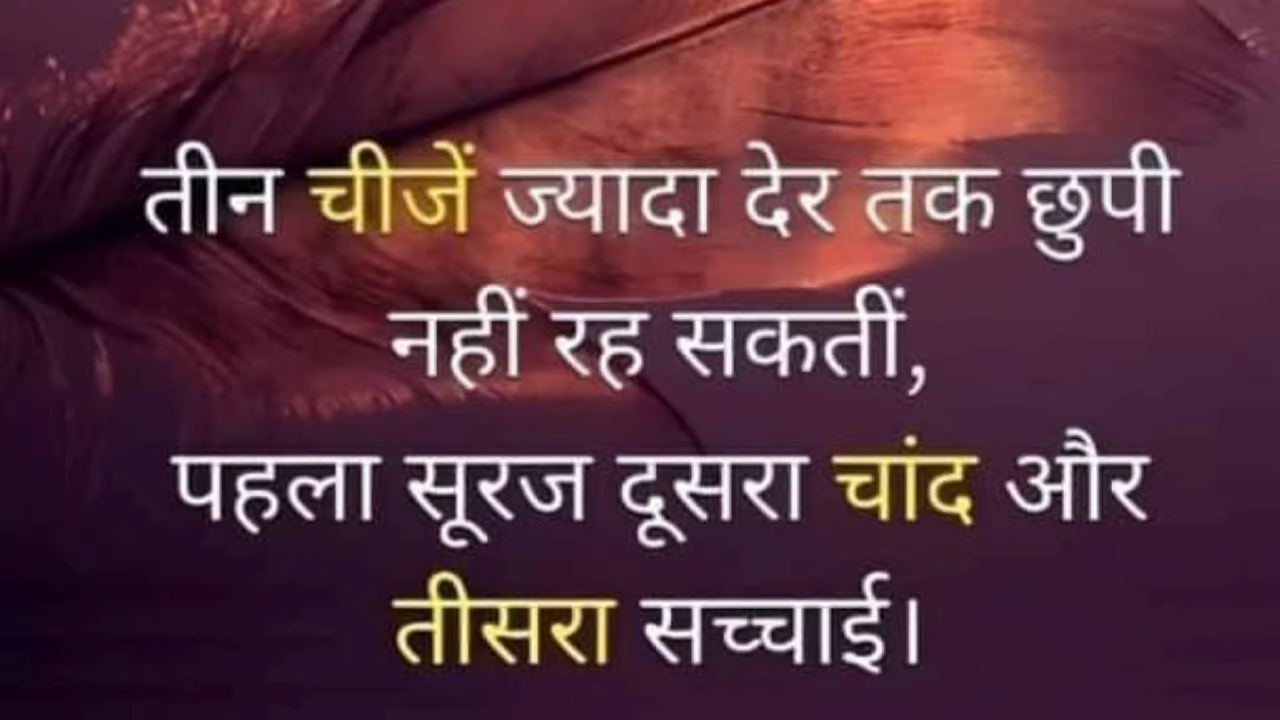 तीन चीजें ज्यादा देर तक छुपी
नहीं रह सकतीं,
पहला सूरज दूसरा चांद और
तीसरा सच्चाई।